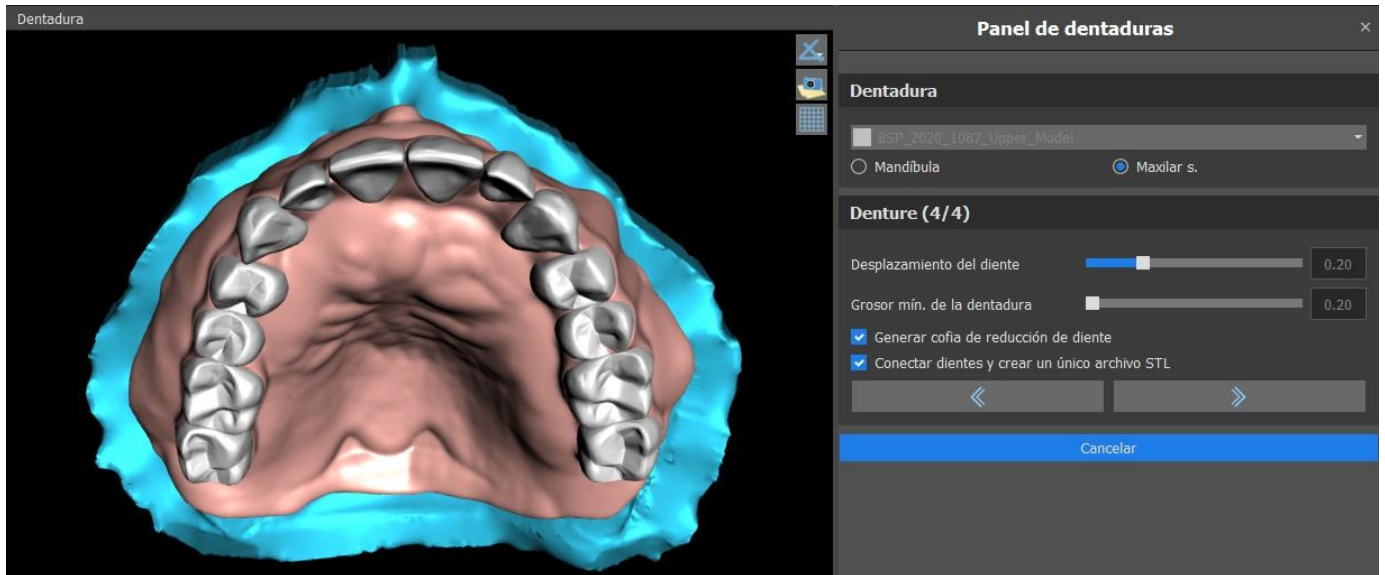 Dentadura
Panel de dentaduras ×
Dentadura
BSP_2020_1087_Upper_Model
Mandíbula Maxilar s.
Denture (4/4)
Desplazamiento del diente 0.20
Grosor mín. de la dentadura 0.20
Generar cofia de reducción de diente
Conectar dientes y crear un único archivo STL
Cancelar